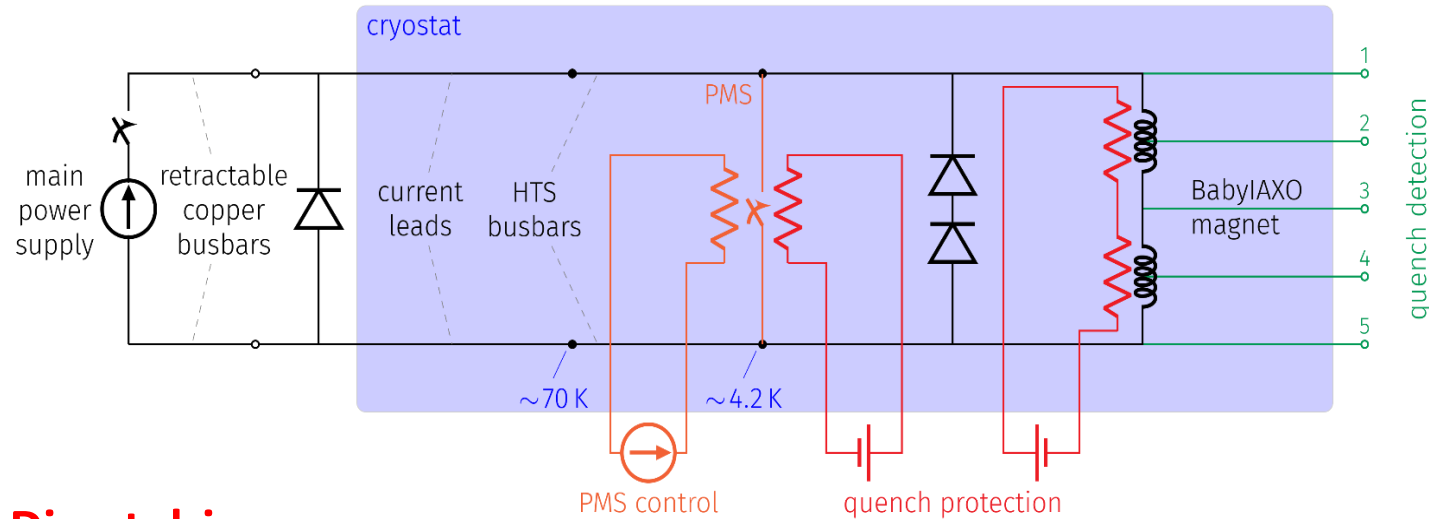 cryostat
main
power
supply
retractable
copper
busbars
current
leads
HTS
busbars
PMS
BabyIAXO
magnet
1
2
3
4
5
quench detection
~70 K
~4.2 K
PMS control
quench protection